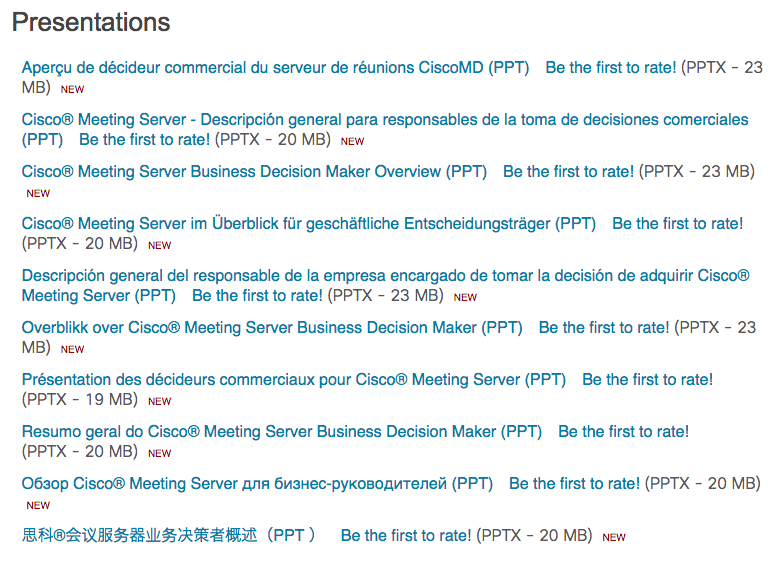 Presentations
Aperçu de décideur commercial du serveur de réunions CiscoMD (PPT) Be the first to rate! (PPTX - 23
MB) NEW
Cisco® Meeting Server - Descripción general para responsables de la toma de decisiones comerciales
(PPT) Be the first to rate! (PPTX - 20 MB) NEW
Cisco® Meeting Server Business Decision Maker Overview (PPT) Be the first to rate! (PPTX - 23 MB)
NEW
Cisco® Meeting Server im Überblick für geschäftliche Entscheidungsträger (PPT) Be the first to rate!
(PPTX - 20 MB) NEW
Descripción general del responsable de la empresa encargado de tomar la decisión de adquirir Cisco®
Meeting Server (PPT) Be the first to rate! (PPTX - 23 MB) NEW
Overblikk over Cisco® Meeting Server Business Decision Maker (PPT) Be the first to rate! (PPTX - 23
MB) NEW
Présentation des décideurs commerciaux pour Cisco® Meeting Server (PPT) Be the first to rate!
(PPTX - 19 MB) NEW
Resumo geral do Cisco® Meeting Server Business Decision Maker (PPT) Be the first to rate!
(PPTX - 20 MB) NEW
Обзор Cisco® Meeting Server для бизнес-руководителей (PPT) Be the first to rate! (PPTX - 20 MB)
NEW
思科®会议服务器业务决策者概述（PPT ） Be the first to rate! (PPTX - 20 MB) NEW